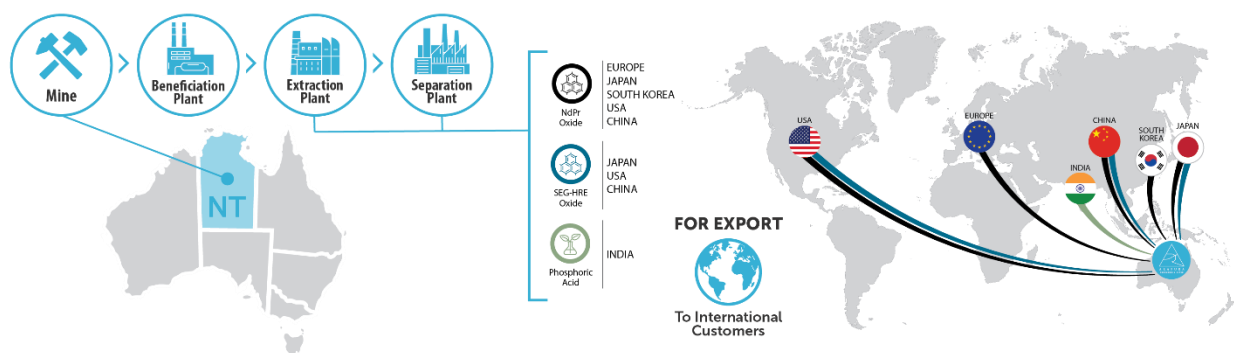 Mine
Beneficiation
Plant
Extraction
Plant
Separation
Plant
NT
NdPr
Oxide
EUROPE
JAPAN
SOUTH KOREA
USA
CHINA
SEG-HRE
Oxide
JAPAN
USA
CHINA
Phosphoric
Acid
INDIA
FOR EXPORT
To International
Customers
USA
EUROPE
CHINA
INDIA
SOUTH
KOREA
JAPAN